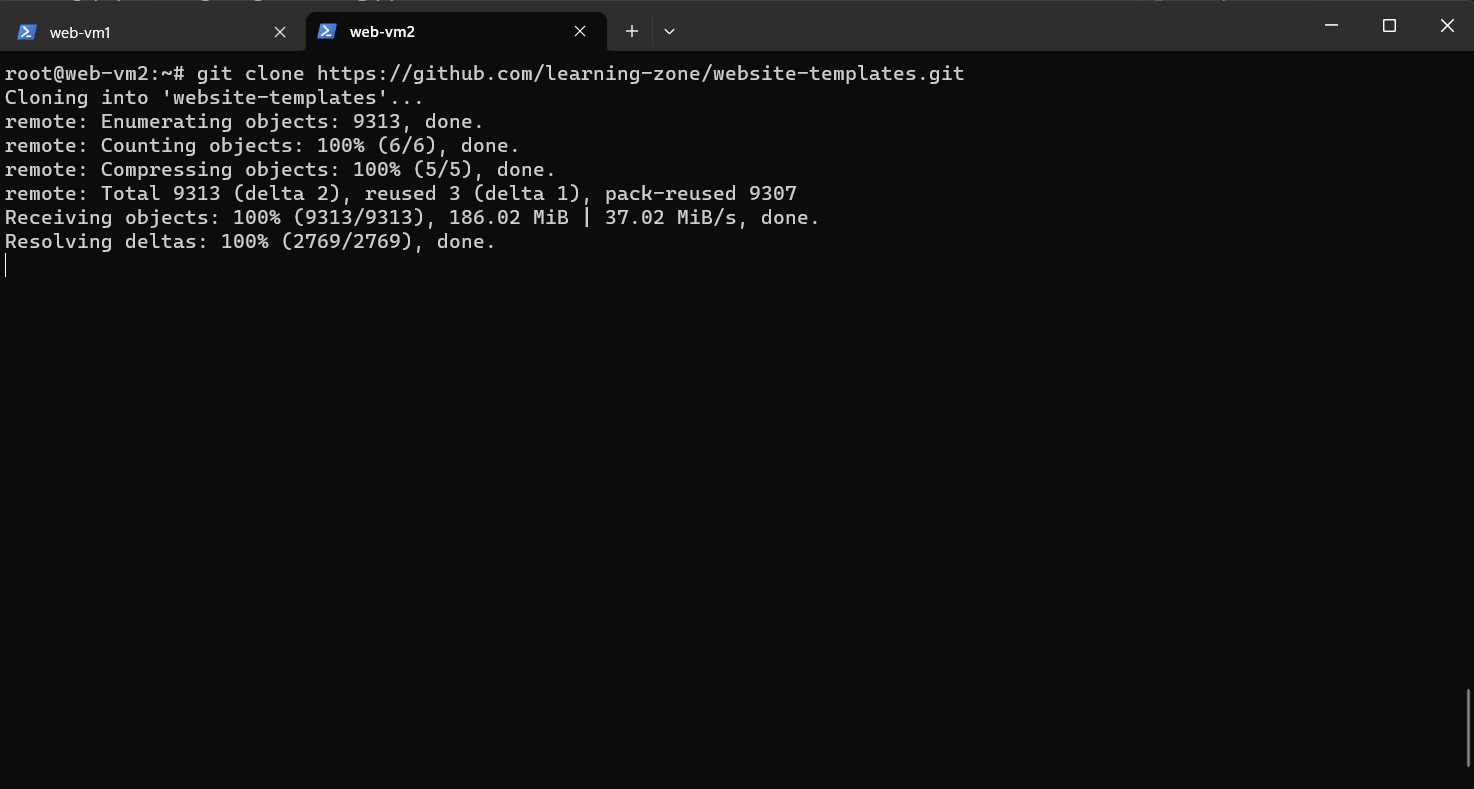 web-vm1
web-vm2
root@web-vm2:~# git clone https://github.com/learning-zone/website-templates.git
Cloning into 'website-templates'...
remote: Enumerating objects: 9313, done.
remote: Counting objects: 100% (6/6), done.
remote: Compressing objects: 100% (5/5), done.
remote: Total 9313 (delta 2), reused 3 (delta 1), pack-reused 9307
Receiving objects: 100% (9313/9313), 186.02 MiB | 37.02 MiB/s, done.
Resolving deltas: 100% (2769/2769), done.